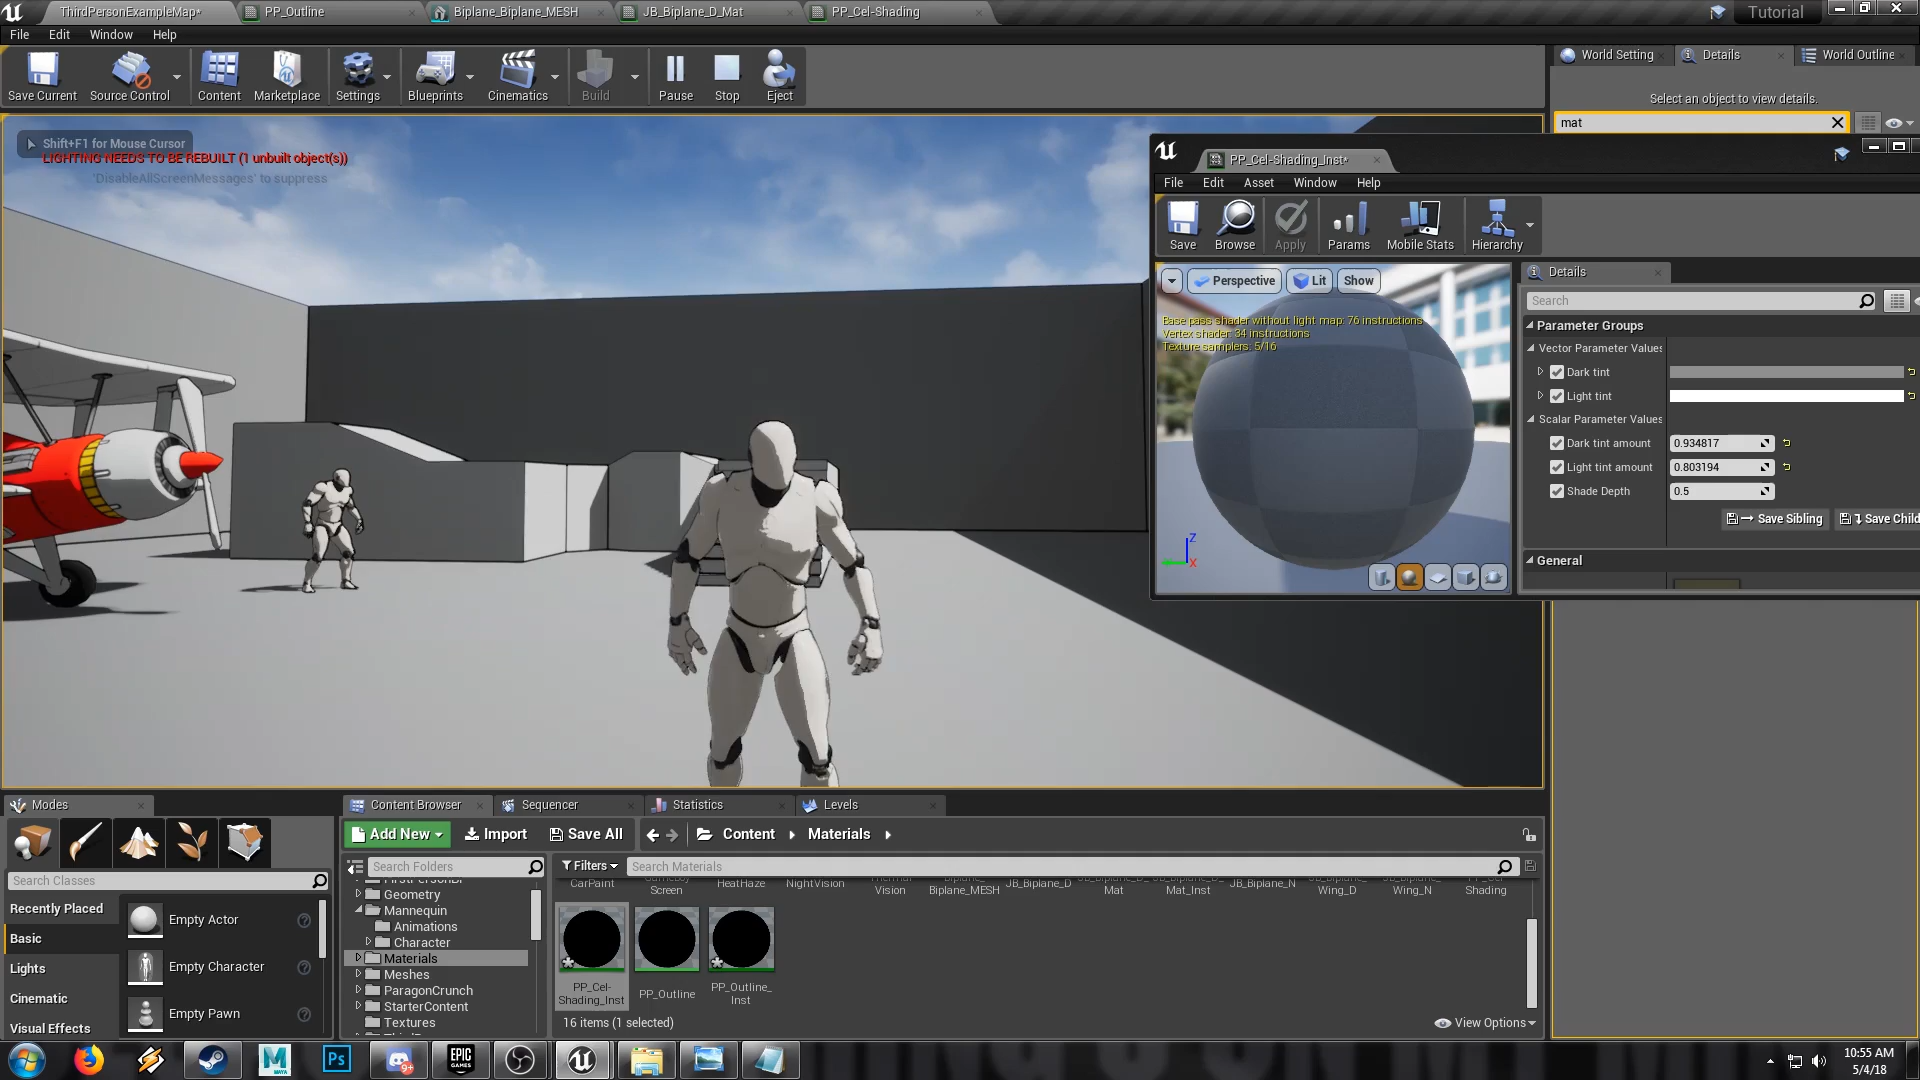 ThirdPersonExampleMap*
PP_Outline
Biplane_Biplane_MESH
JB_Biplane_D_Mat
PP_Cel-Shading
Tutorial
File Edit Window Help
Save Current
Source Control
Content
Marketplace
Settings
Blueprints
Cinematics
Build
Pause
Stop
Eject
World Setting
Details
World Outline
Select an object to view details.
mat
Shift+F1 for Mouse Cursor
LIGHTING NEEDS TO BE REBUILT (1 unbuilt object(s))
'DisableAllScreenMessages' to suppress
PP_Cel-Shading_Inst*
File Edit Asset Window Help
Save
Browse
Apply
Params
Mobile Stats
Hierarchy
Perspective
Lit
Show
Base pass shader without light map: 76 instructions
Vertex shader: 34 instructions
Texture samplers: 5/16
Z
X
Details
Search
Parameter Groups
Vector Parameter Values
Dark tint
Light tint
Scalar Parameter Values
Dark tint amount 0.934817
Light tint amount 0.803194
Shade Depth 0.5
Save Sibling
Save Child
General
Modes
Search Classes
Recently Placed
Basic
Lights
Cinematic
Visual Effects
Empty Actor
Empty Character
Empty Pawn
Content Browser
Sequencer
Statistics
Levels
Add New
Import
Save All
Content
Materials
Search Folders
Geometry
Mannequin
Animations
Character
Materials
Meshes
ParagonCrunch
StarterContent
Textures
Filters
Search Materials
CarPaint
Screen
HeatHaze
NightVision
Vision
Biplane_MESH
JB_Biplane_D
Mat
Mat_Inst
JB_Biplane_N
Wing_D
Wing_N
Shading
PP_Cel-
Shading_Inst
PP_Outline
PP_Outline_
Inst
16 items (1 selected)
View Options
MAYA
Ps
9+
EPIC
GAMES
10:55 AM
5/4/18